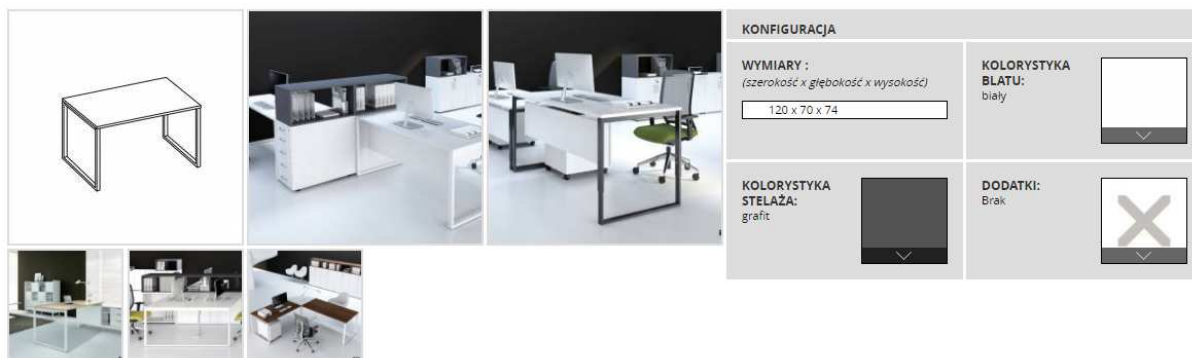 KONFIGURACJA
WYMIARY :
(szerokość x głębokość x wysokość)
120 x 70 x 74
KOLORYSTYKA
BLATU:
biały
KOLORYSTYKA
STELAŻA:
grafit
DODATKI:
Brak